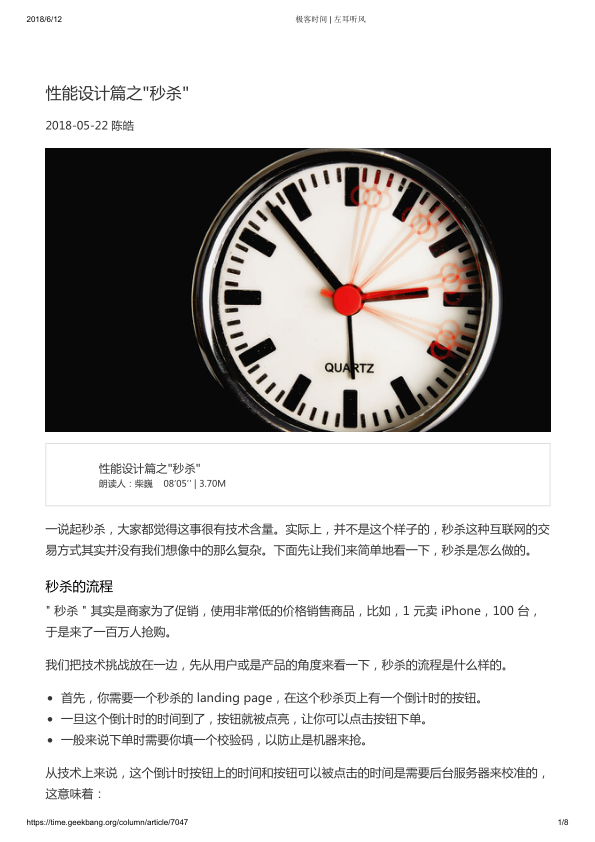 2018/6/12
极客时间 | 左耳听风
性能设计篇之"秒杀"
2018-05-22 陈皓
QUARTZ
性能设计篇之"秒杀"
朗读人：柴巍 08′05′′ | 3.70M
一说起秒杀，大家都觉得这事很有技术含量。实际上，并不是这个样子的，秒杀这种互联网的交
易方式其实并没有我们想像中的那么复杂。下面先让我们来简单地看一下，秒杀是怎么做的。
秒杀的流程
" 秒杀 " 其实是商家为了促销，使用非常低的价格销售商品，比如，1 元卖 iPhone，100 台，
于是来了一百万人抢购。
我们把技术挑战放在一边，先从用户或是产品的角度来看一下，秒杀的流程是什么样的。
• 首先，你需要一个秒杀的 landing page，在这个秒杀页上有一个倒计时的按钮。
• 一旦这个倒计时的时间到了，按钮就被点亮，让你可以点击按钮下单。
• 一般来说下单时需要你填一个校验码，以防止是机器来抢。
从技术上来说，这个倒计时按钮上的时间和按钮可以被点击的时间是需要后台服务器来校准的，
这意味着：
https://time.geekbang.org/column/article/7047
1/8